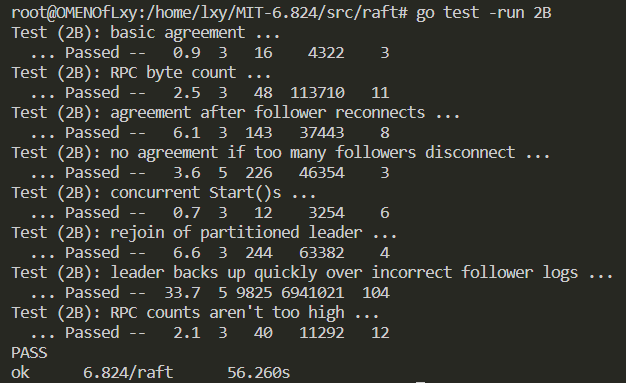 root@OMENOfLxy:/home/lxy/MIT-6.824/src/raft# go test -run 2B
Test (2B): basic agreement ...
  ... Passed --   0.9  3   16    4322    3
Test (2B): RPC byte count ...
  ... Passed --   2.5  3   48  113710   11
Test (2B): agreement after follower reconnects ...
  ... Passed --   6.1  3  143   37443    8
Test (2B): no agreement if too many followers disconnect ...
  ... Passed --   3.6  5  226   46354    3
Test (2B): concurrent Start()s ...
  ... Passed --   0.7  3   12    3254    6
Test (2B): rejoin of partitioned leader ...
  ... Passed --   6.6  3  244   63382    4
Test (2B): leader backs up quickly over incorrect follower logs ...
  ... Passed --  33.7  5 9825 6941021  104
Test (2B): RPC counts aren't too high ...
  ... Passed --   2.1  3   40   11292   12
PASS
ok      6.824/raft      56.260s